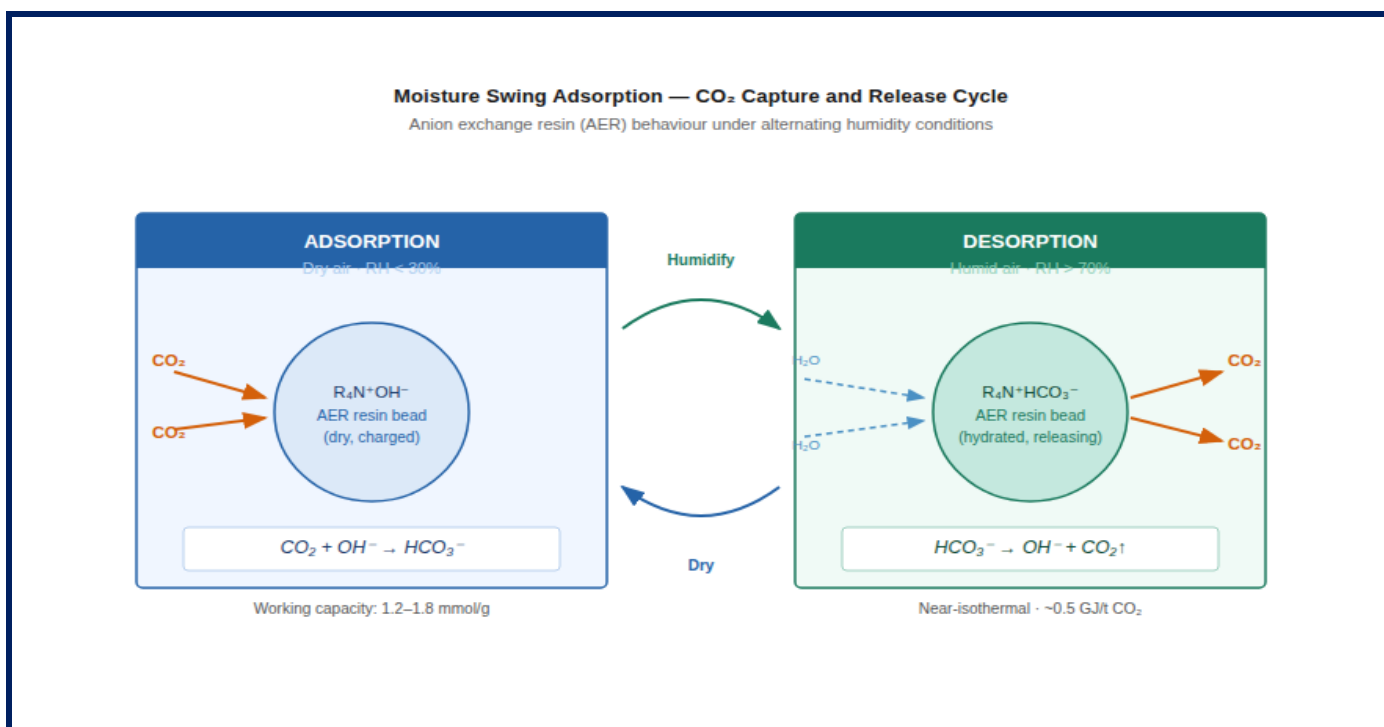 Moisture Swing Adsorption — CO₂ Capture and Release Cycle
Anion exchange resin (AER) behaviour under alternating humidity conditions
ADSORPTION
Dry air · RH < 30%
CO₂
CO₂
R₄N⁺OH⁻
AER resin bead
(dry, charged)
CO₂ + OH⁻ → HCO₃⁻
Working capacity: 1.2–1.8 mmol/g
Humidify
Dry
DESORPTION
Humid air · RH > 70%
H₂O
H₂O
R₄N⁺HCO₃⁻
AER resin bead
(hydrated, releasing)
CO₂
CO₂
HCO₃⁻ → OH⁻ + CO₂↑
Near-isothermal · ~0.5 GJ/t CO₂